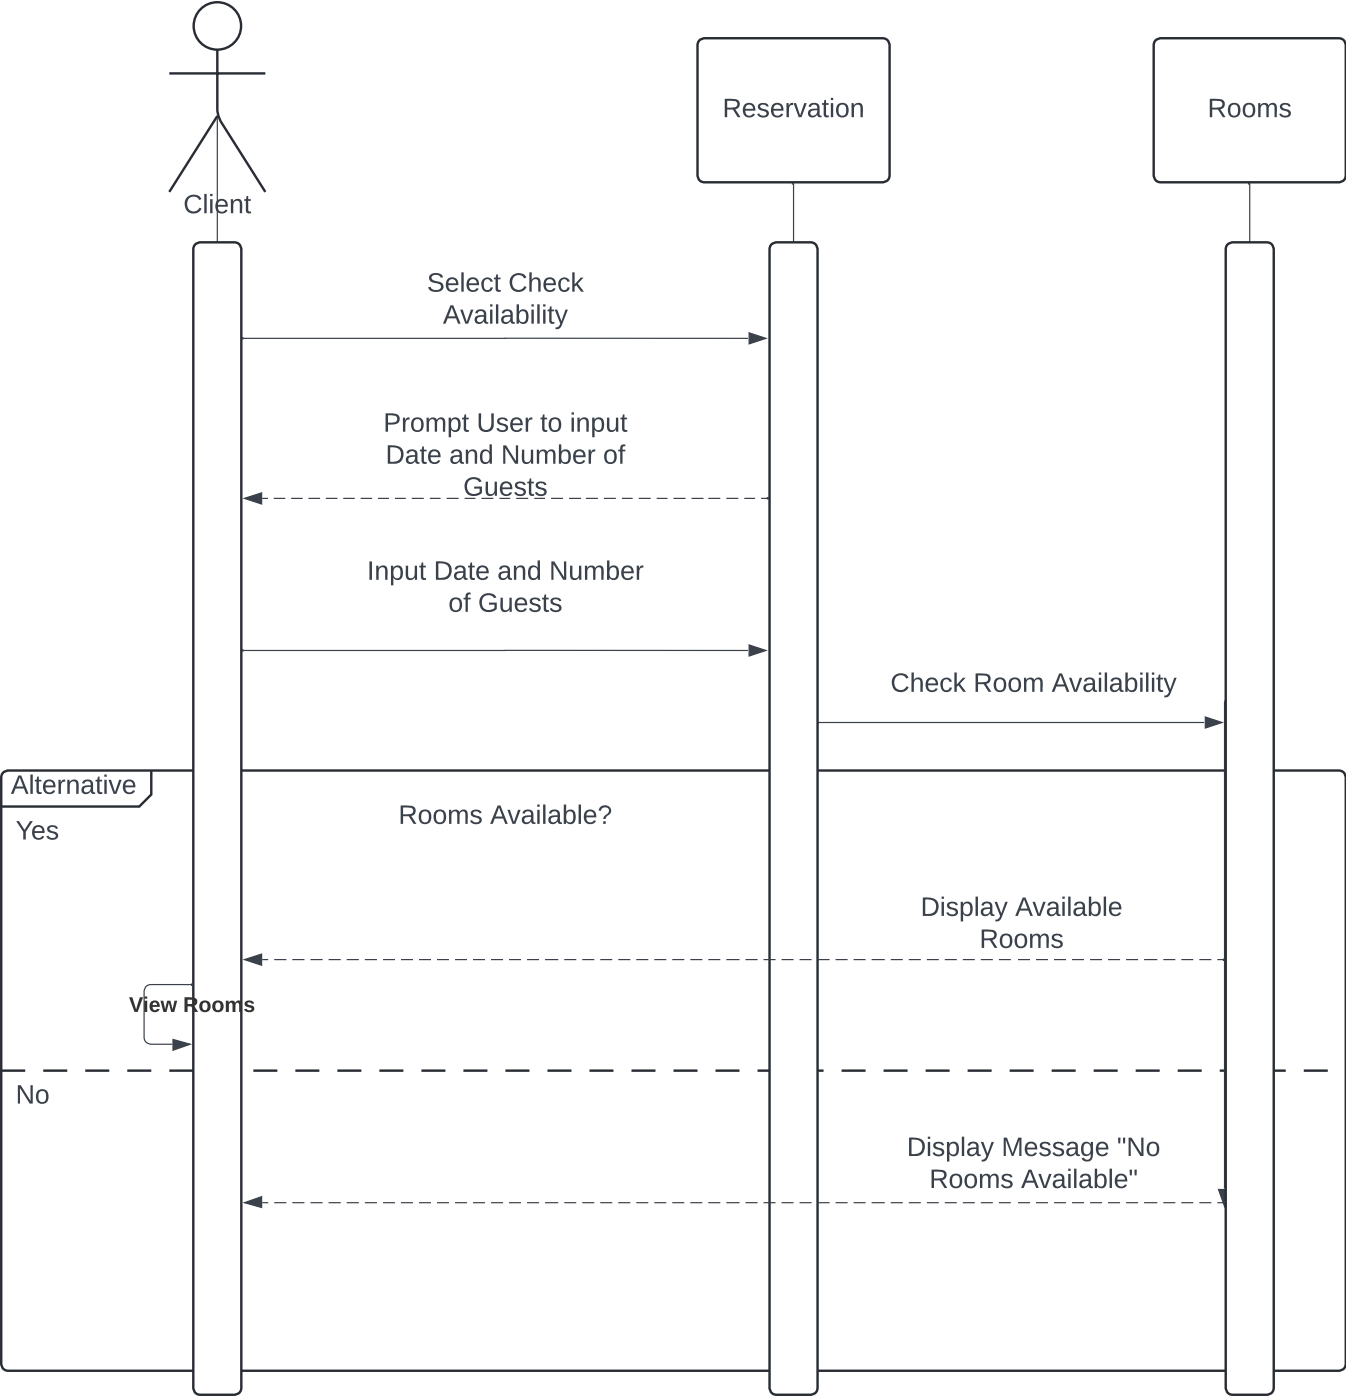 Reservation
Rooms
Client
Select Check
Availability
Prompt User to input
Date and Number of
Guests
Input Date and Number
of Guests
Check Room Availability
Alternative
Rooms Available?
Yes
Display Available
Rooms
View Rooms
No
Display Message "No
Rooms Available"